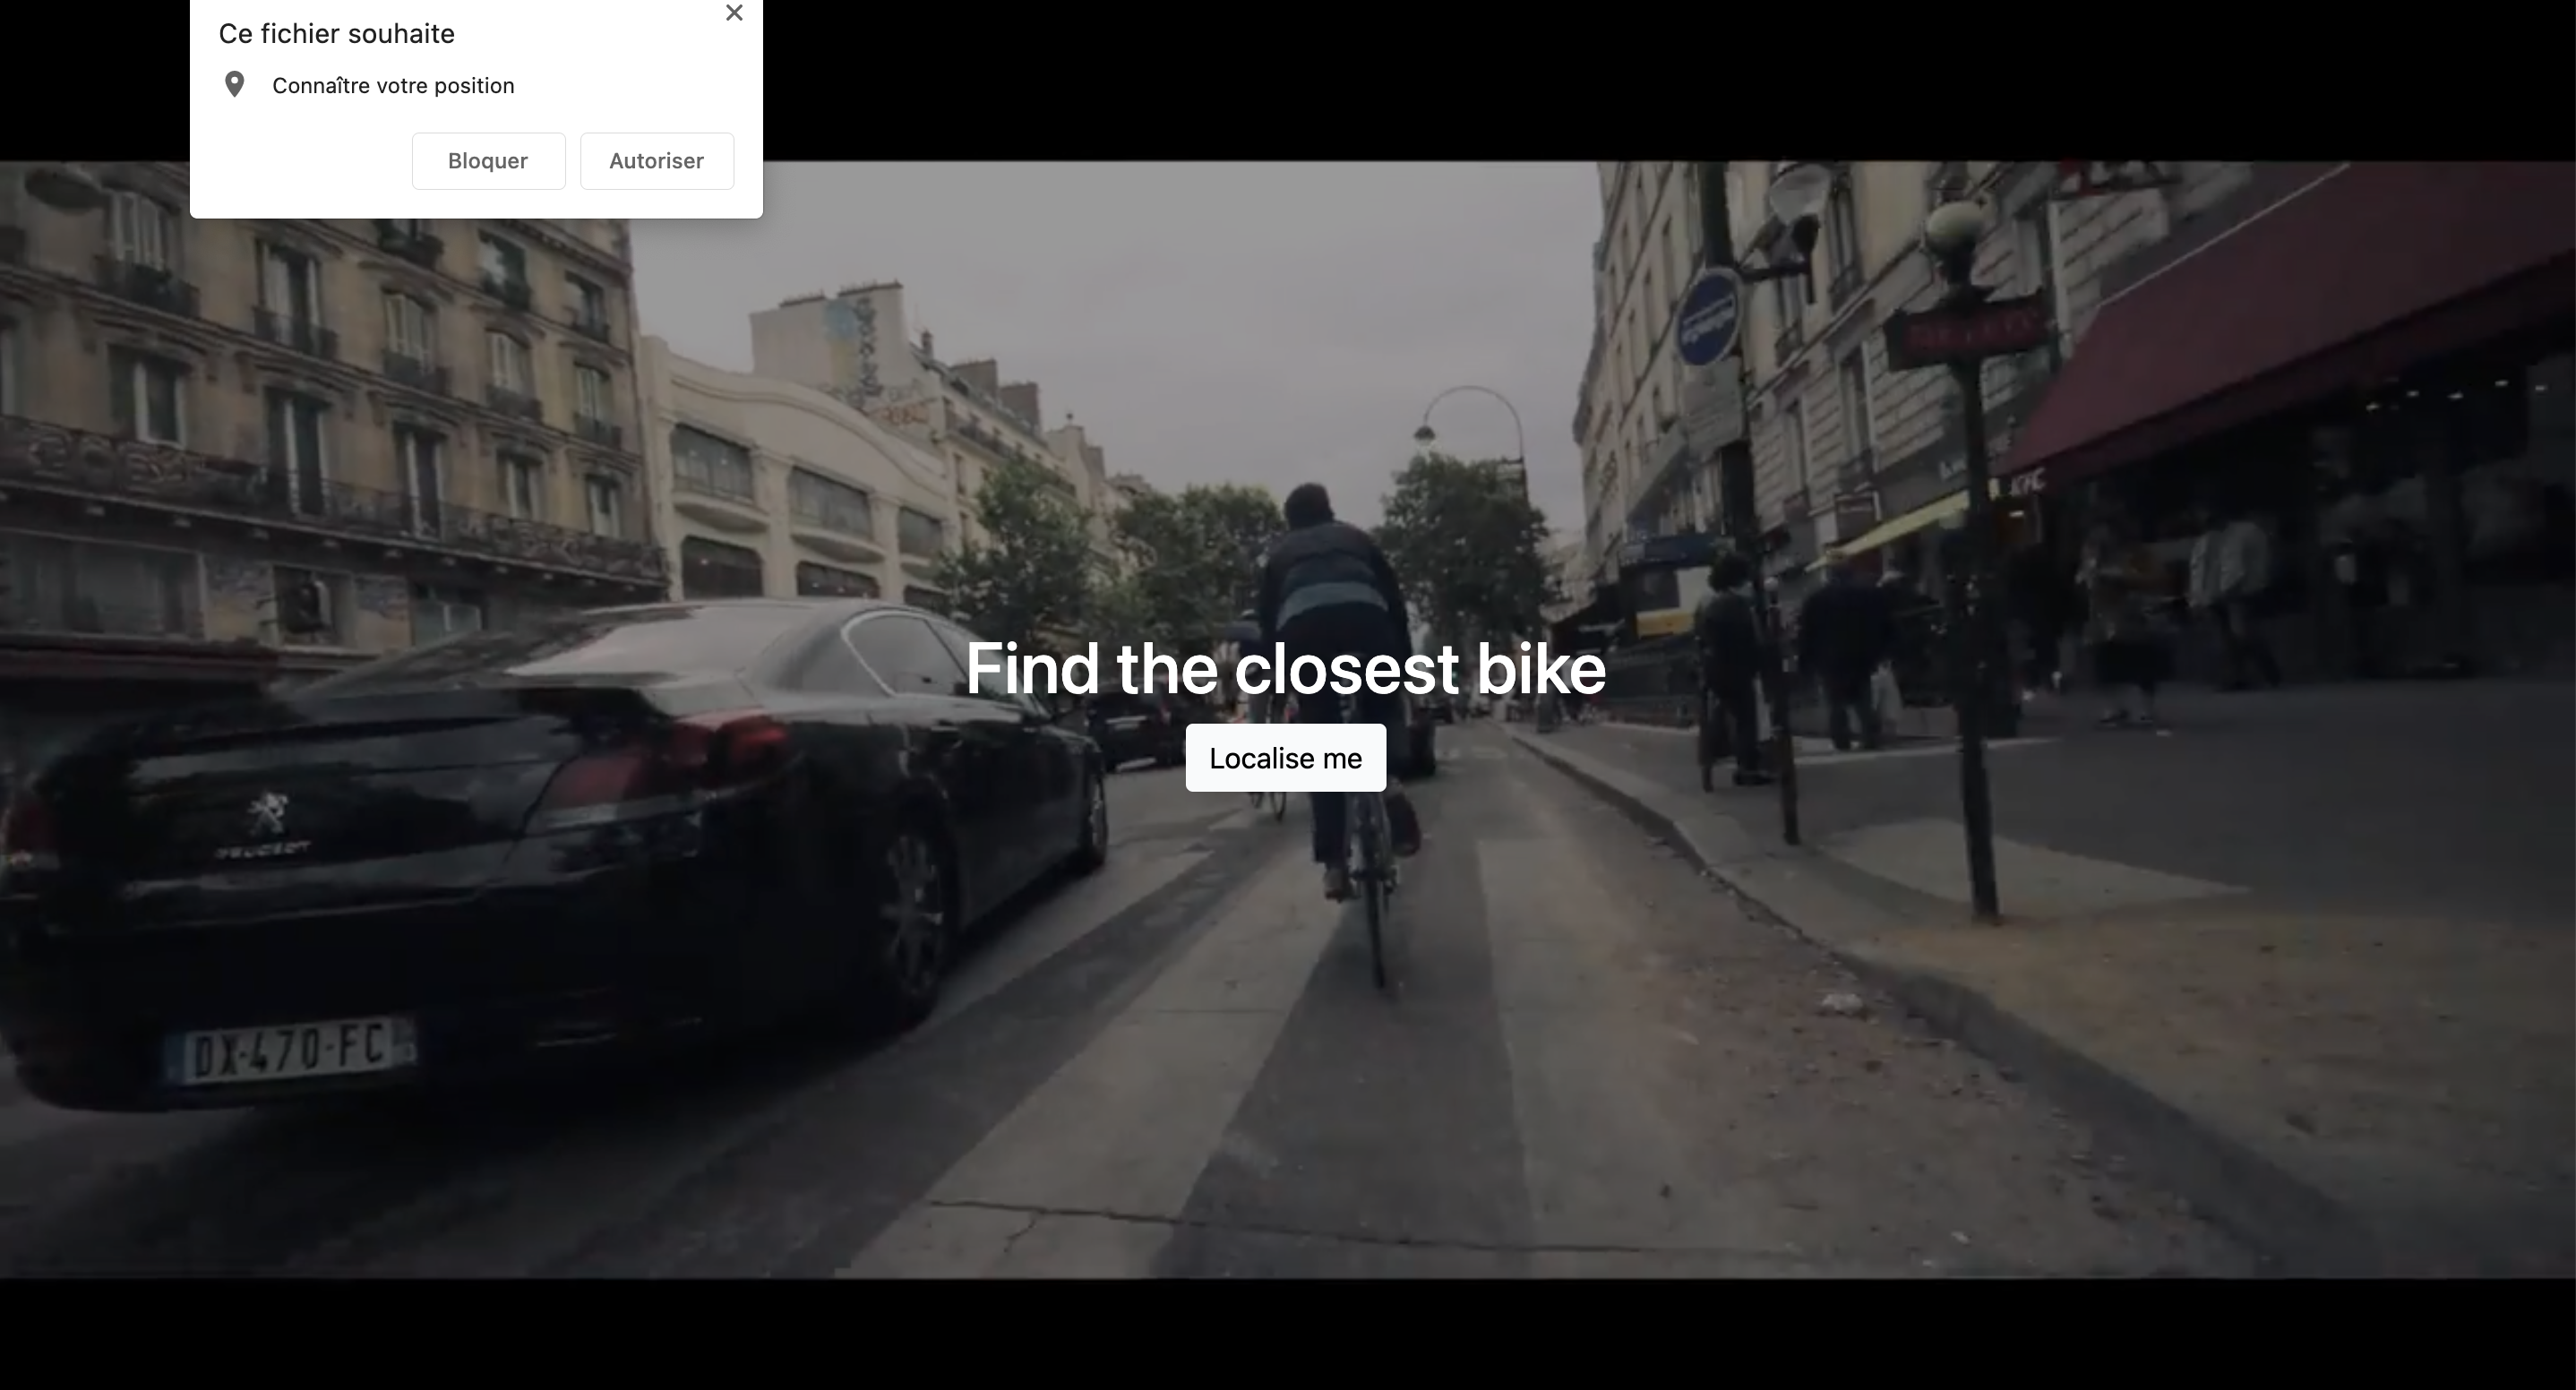 Ce fichier souhaite
Connaître votre position
Bloquer
Autoriser
KFC
Find the closest bike
Localise me
PEUGEOT
DX-470-FC